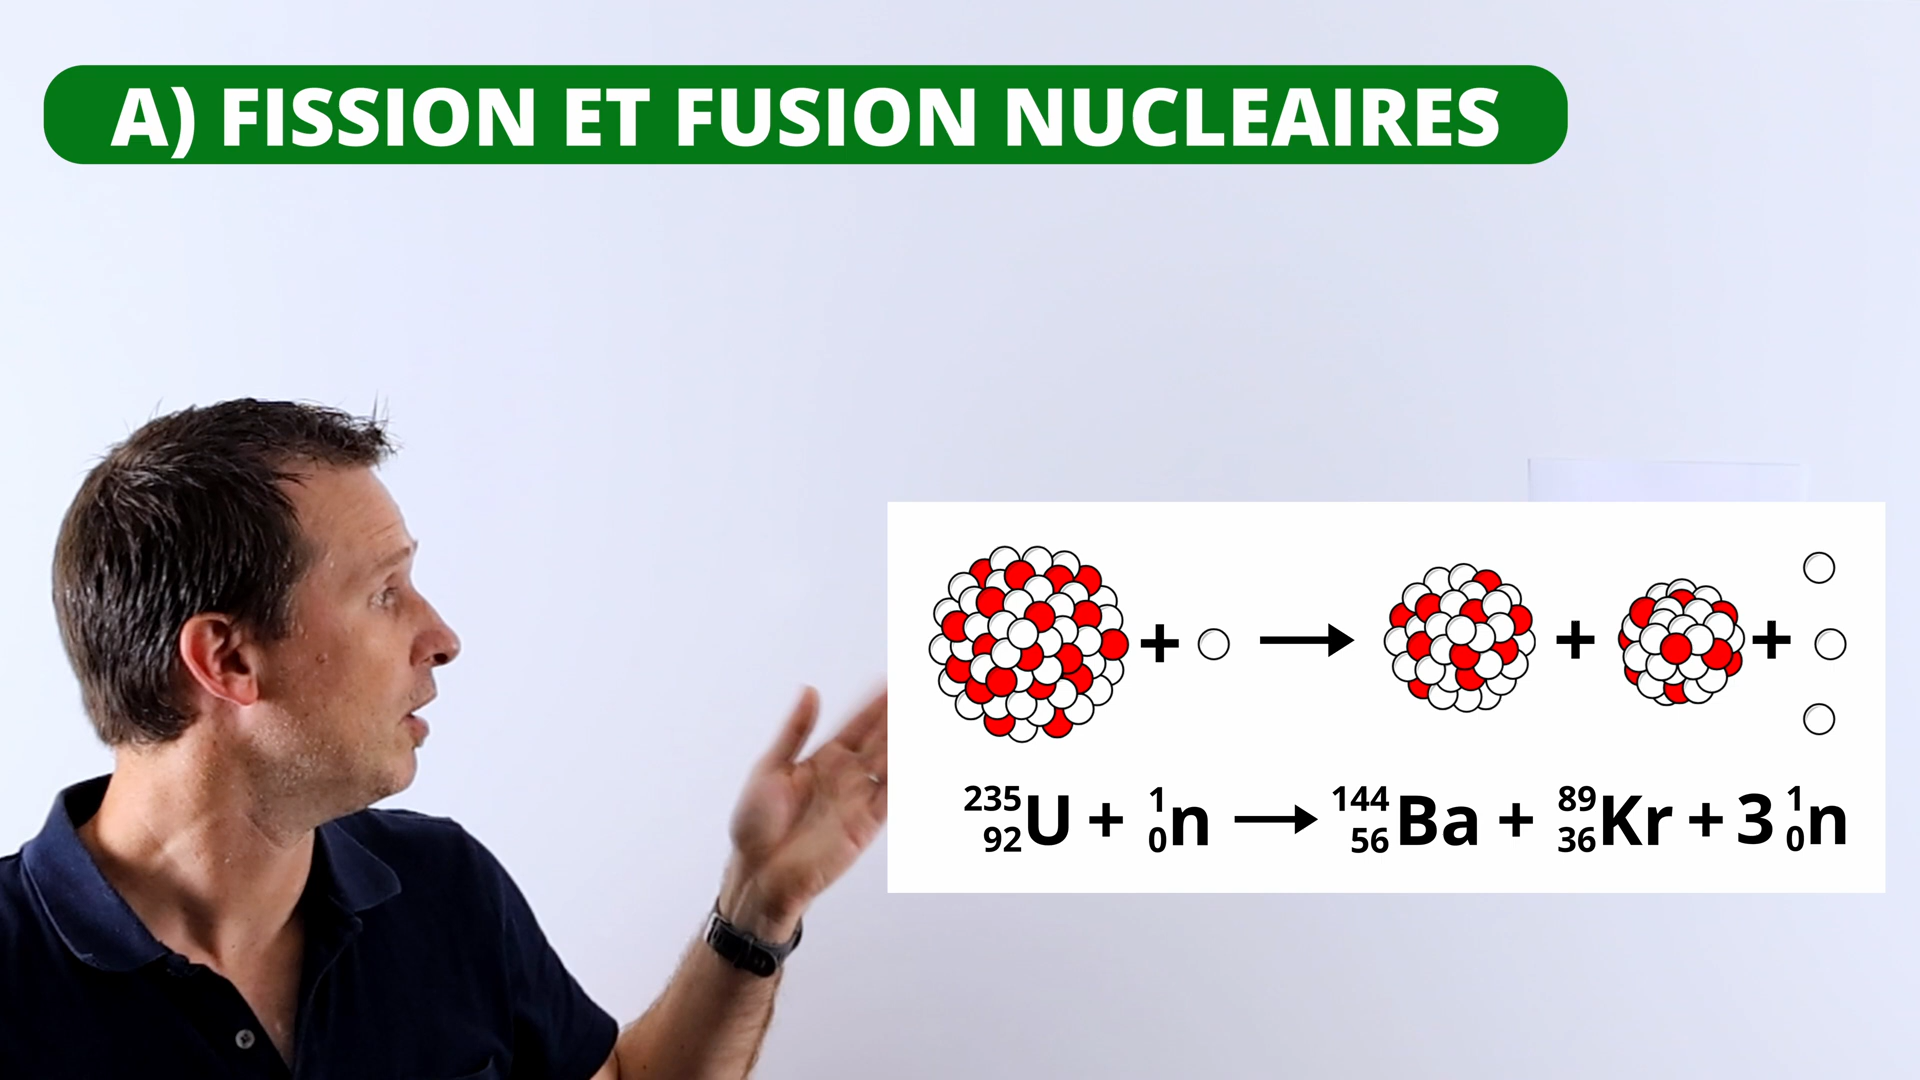 A) FISSION ET FUSION NUCLEAIRES
+ → + +
²³⁵₉₂U + ¹₀n → ¹⁴⁴₅₆Ba + ⁸⁹₃₆Kr + 3 ¹₀n